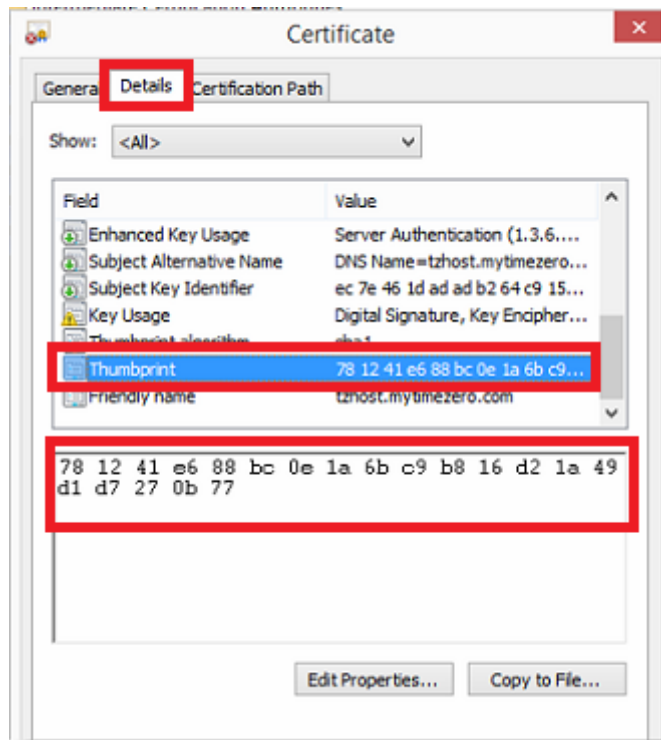 Certificate
General Details Certification Path
Show: <All>
Field Value
Enhanced Key Usage Server Authentication (1.3.6....
Subject Alternative Name DNS Name=tzhost.mytimezero...
Subject Key Identifier ec 7e 46 1d ad ad b2 64 c9 15...
Key Usage Digital Signature, Key Encipher...
Thumbprint algorithm sha1
Thumbprint 78 12 41 e6 88 bc 0e 1a 6b c9...
Friendly name tzhost.mytimezero.com
78 12 41 e6 88 bc 0e 1a 6b c9 b8 16 d2 1a 49
d1 d7 27 0b 77
Edit Properties... Copy to File...